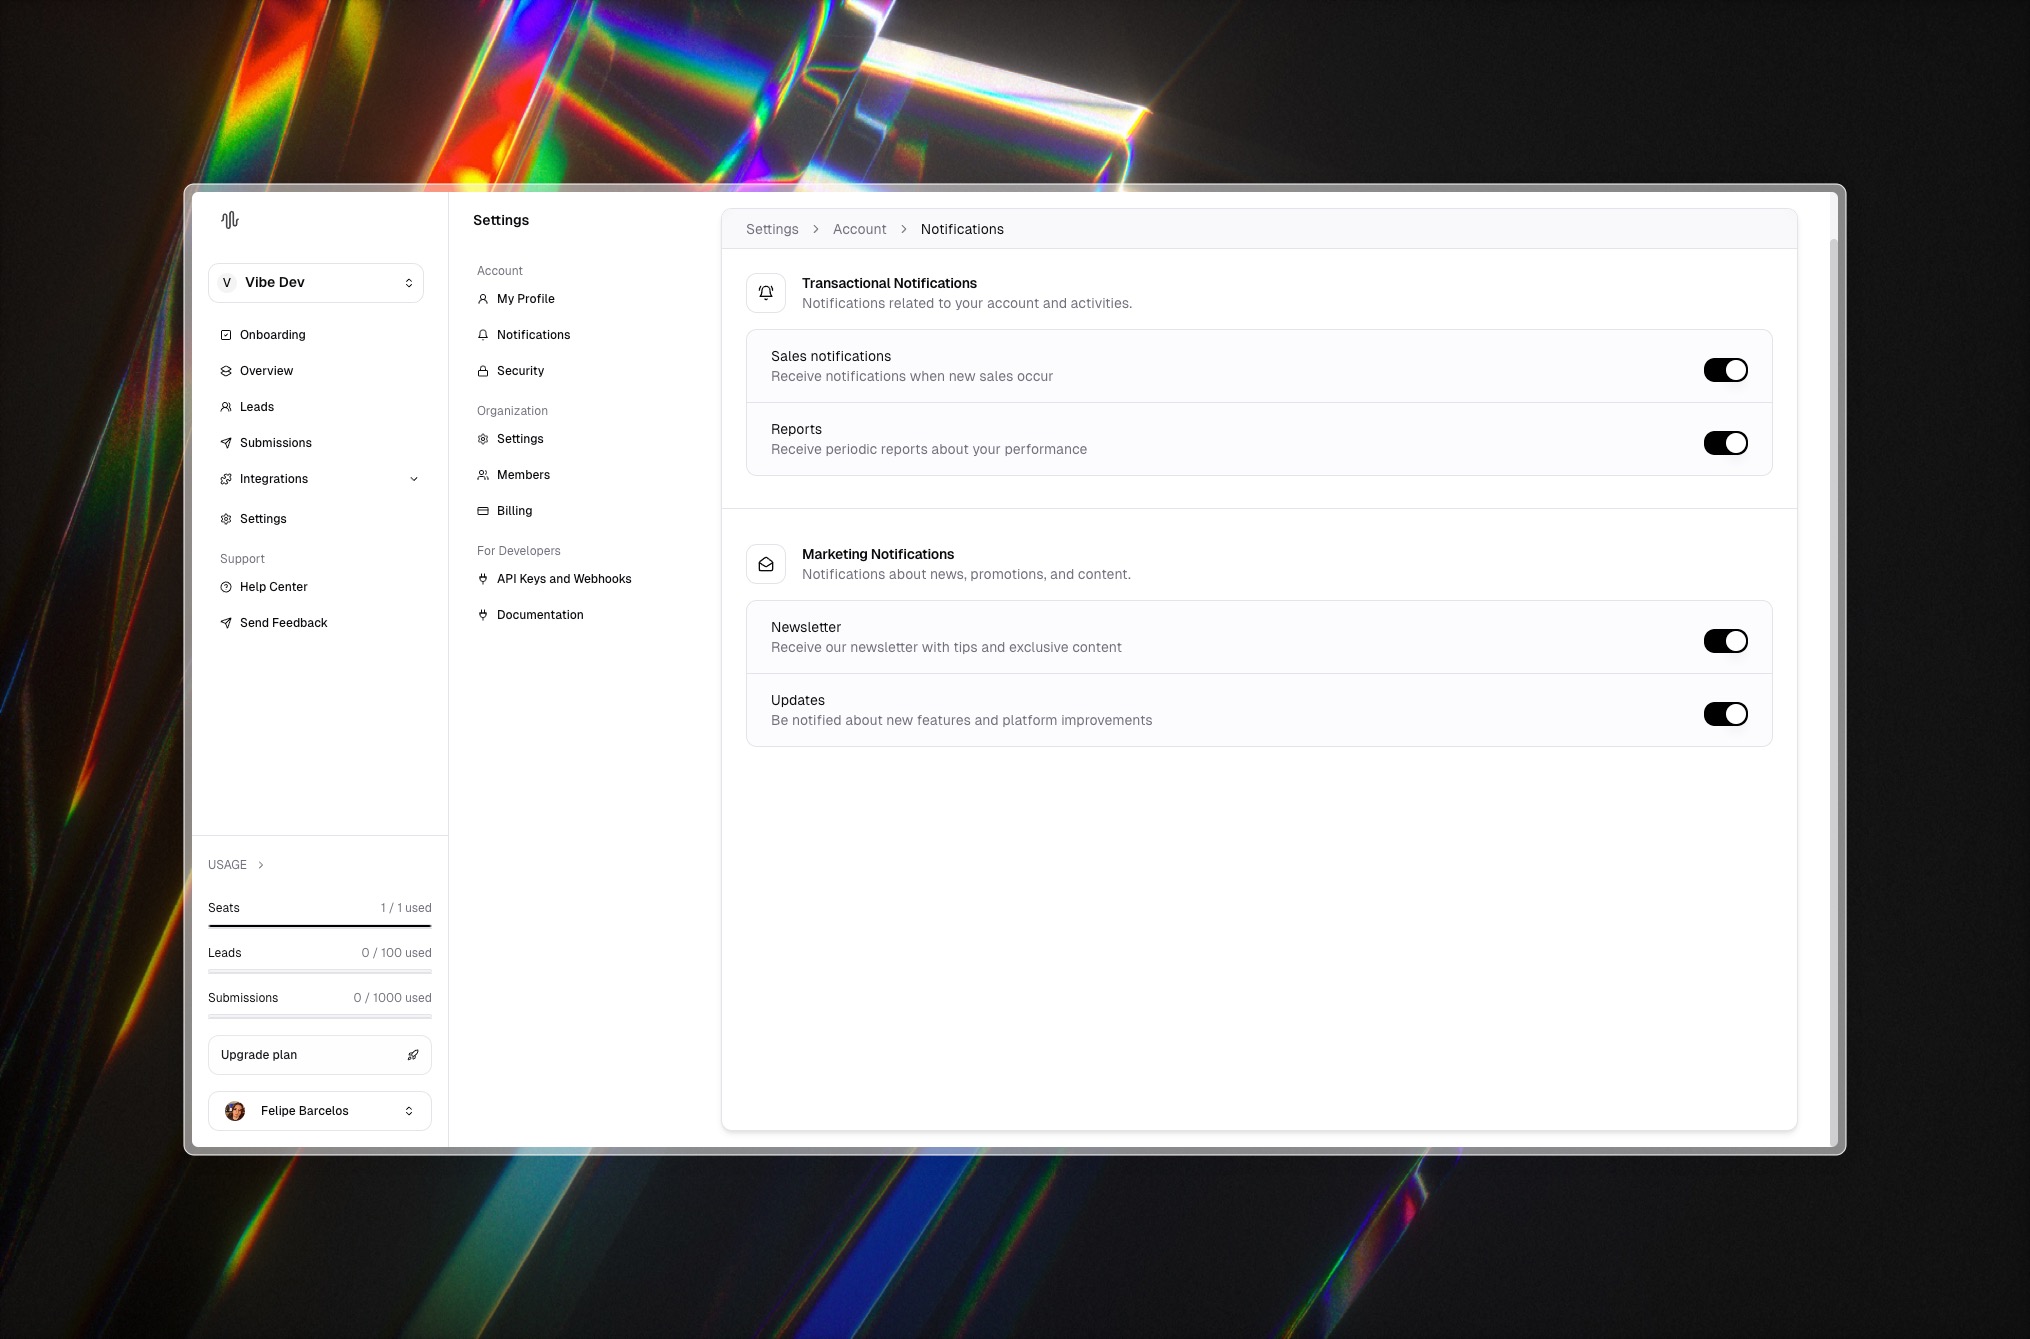 V Vibe Dev
Onboarding
Overview
Leads
Submissions
Integrations
Settings
Support
Help Center
Send Feedback
USAGE
Seats 1 / 1 used
Leads 0 / 100 used
Submissions 0 / 1000 used
Upgrade plan
Felipe Barcelos
Settings
Account
My Profile
Notifications
Security
Organization
Settings
Members
Billing
For Developers
API Keys and Webhooks
Documentation
Settings > Account > Notifications
Transactional Notifications
Notifications related to your account and activities.
Sales notifications
Receive notifications when new sales occur
Reports
Receive periodic reports about your performance
Marketing Notifications
Notifications about news, promotions, and content.
Newsletter
Receive our newsletter with tips and exclusive content
Updates
Be notified about new features and platform improvements